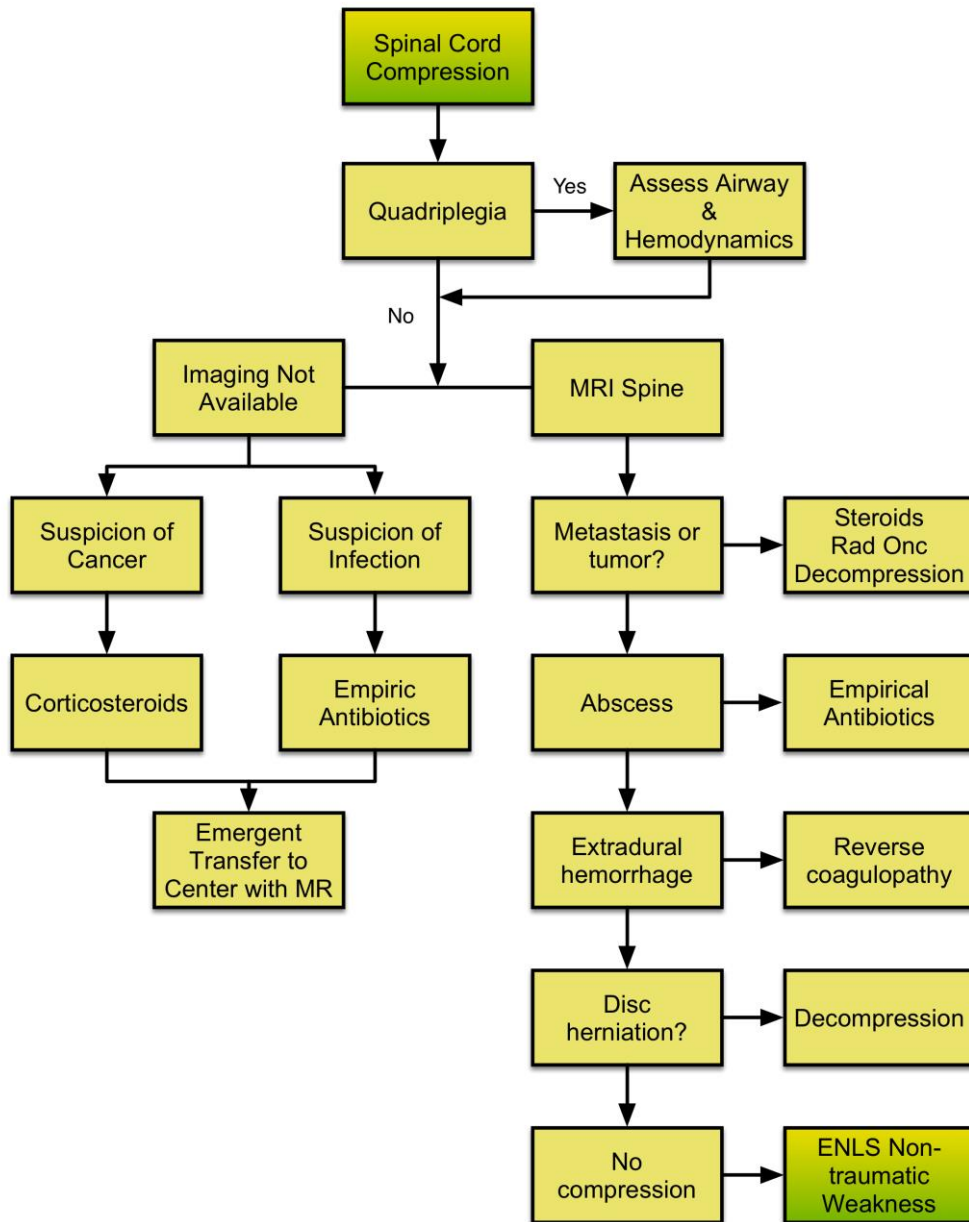 Spinal Cord
Compression
Quadriplegia
Yes
Assess Airway
&
Hemodynamics
No
Imaging Not
Available
MRI Spine
Suspicion of
Cancer
Suspicion of
Infection
Metastasis or
tumor?
Steroids
Rad Onc
Decompression
Corticosteroids
Empiric
Antibiotics
Abscess
Empirical
Antibiotics
Emergent
Transfer to
Center with MR
Extradural
hemorrhage
Reverse
coagulopathy
Disc
herniation?
Decompression
No
compression
ENLS Non-
traumatic
Weakness